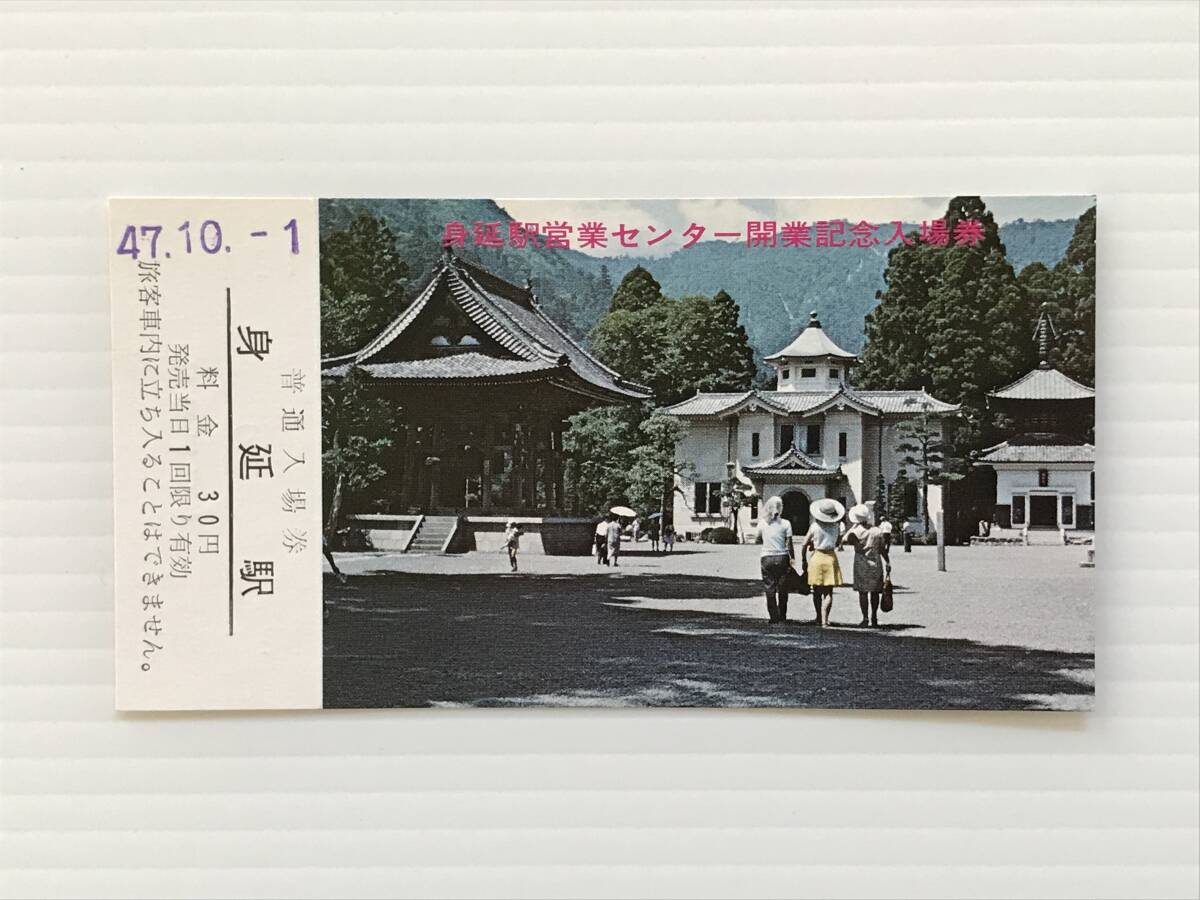 身延駅営業センター開業記念入場券
47.10.-1
普通入場券
身延駅
料金 30円
発売当日1回限り有効
旅客車内に立ち入ることはできません。